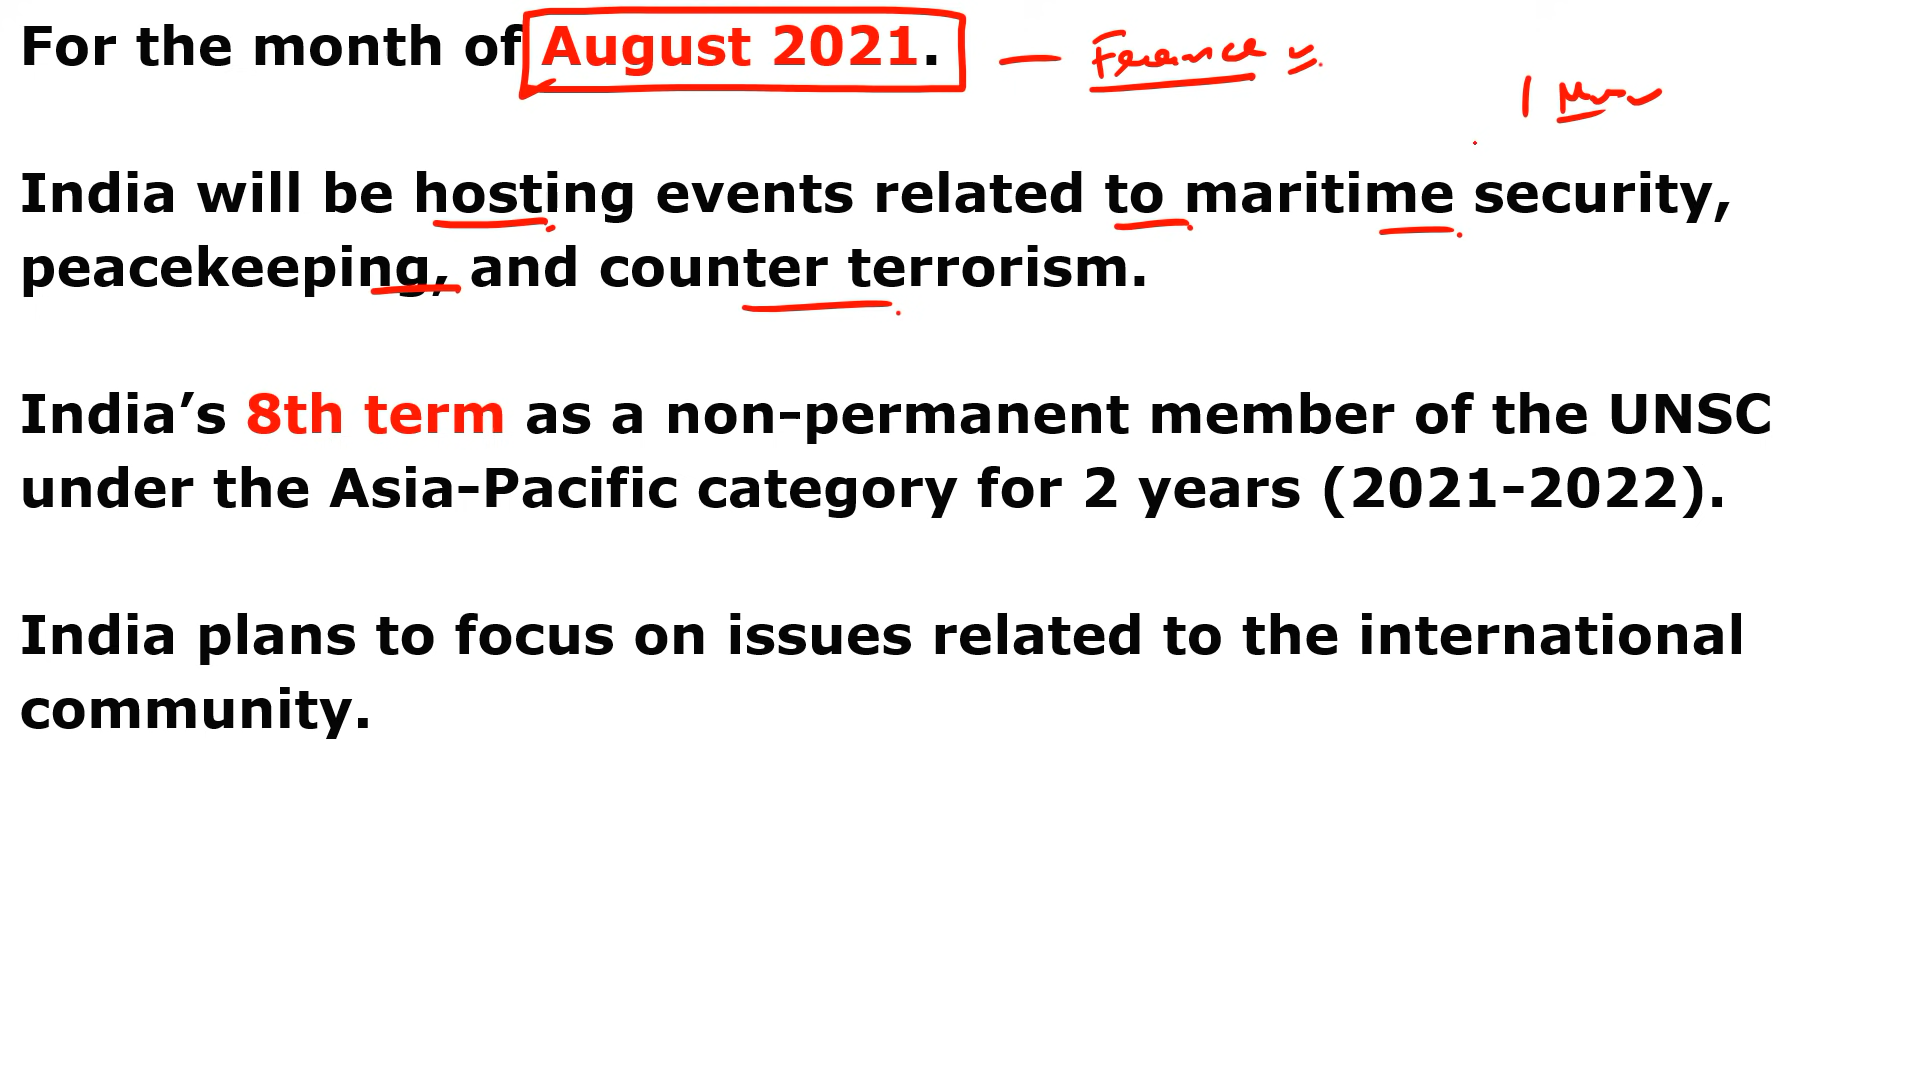 For the month of August 2021. —
India will be hosting events related to maritime security,
peacekeeping, and counter terrorism.
India’s 8th term as a non-permanent member of the UNSC
under the Asia-Pacific category for 2 years (2021-2022).
India plans to focus on issues related to the international
community.